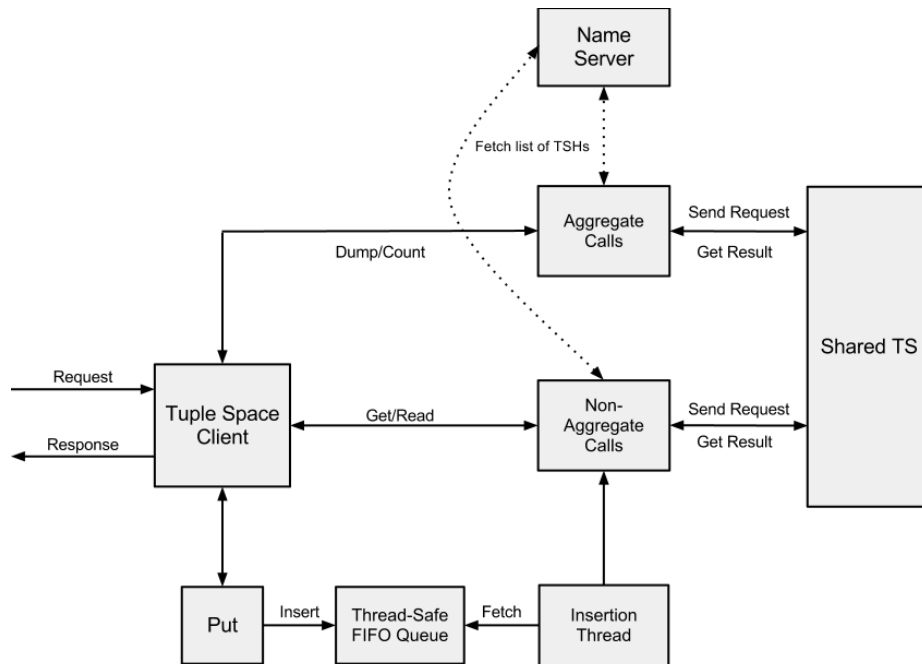 Name
Server
Fetch list of TSHs
Aggregate
Calls
Send Request
Get Result
Dump/Count
Shared TS
Request
Response
Tuple Space
Client
Get/Read
Non-
Aggregate
Calls
Send Request
Get Result
Put
Insert
Thread-Safe
FIFO Queue
Fetch
Insertion
Thread